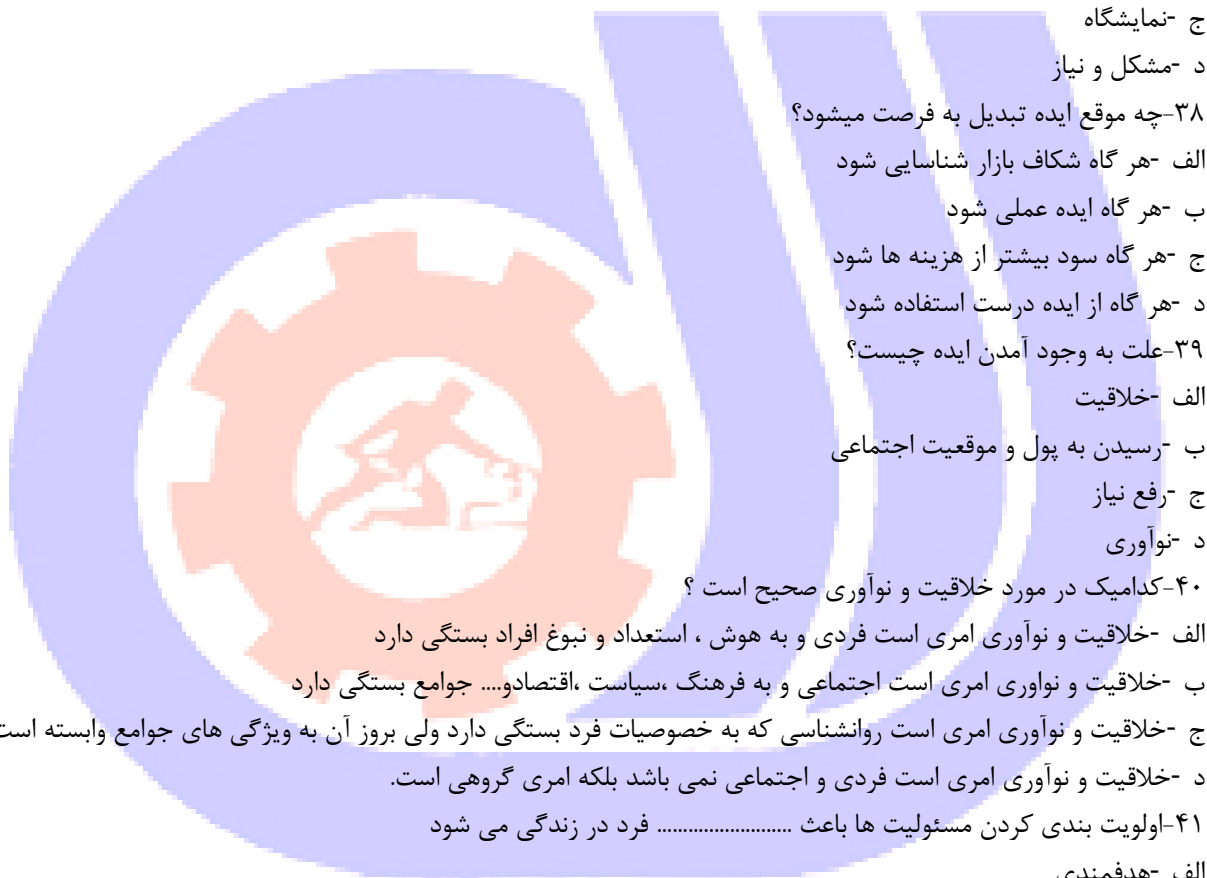 ج -نمایشگاه
د -مشکل و نیاز
۳۸-چه موقع ایده تبدیل به فرصت میشود؟
الف -هر گاه شکاف بازار شناسایی شود
ب -هر گاه ایده عملی شود
ج -هر گاه سود بیشتر از هزینه ها شود
د -هر گاه از ایده درست استفاده شود
۳۹-علت به وجود آمدن ایده چیست؟
الف -خلاقیت
ب -رسیدن به پول و موقعیت اجتماعی
ج -رفع نیاز
د -نوآوری
۴۰-کدامیک در مورد خلاقیت و نوآوری صحیح است ؟
الف -خلاقیت و نوآوری امری است فردی و به هوش ، استعداد و نبوغ افراد بستگی دارد
ب -خلاقیت و نواوری امری است اجتماعی و به فرهنگ ،سیاست ،اقتصادو.... جوامع بستگی دارد
ج -خلاقیت و نوآوری امری است روانشناسی که به خصوصیات فرد بستگی دارد ولی بروز آن به ویژگی های جوامع وابسته است
د -خلاقیت و نوآوری امری است فردی و اجتماعی نمی باشد بلکه امری گروهی است.
۴۱-اولویت بندی کردن مسئولیت ها باعث .......................... فرد در زندگی می شود
الف -هدفمندی